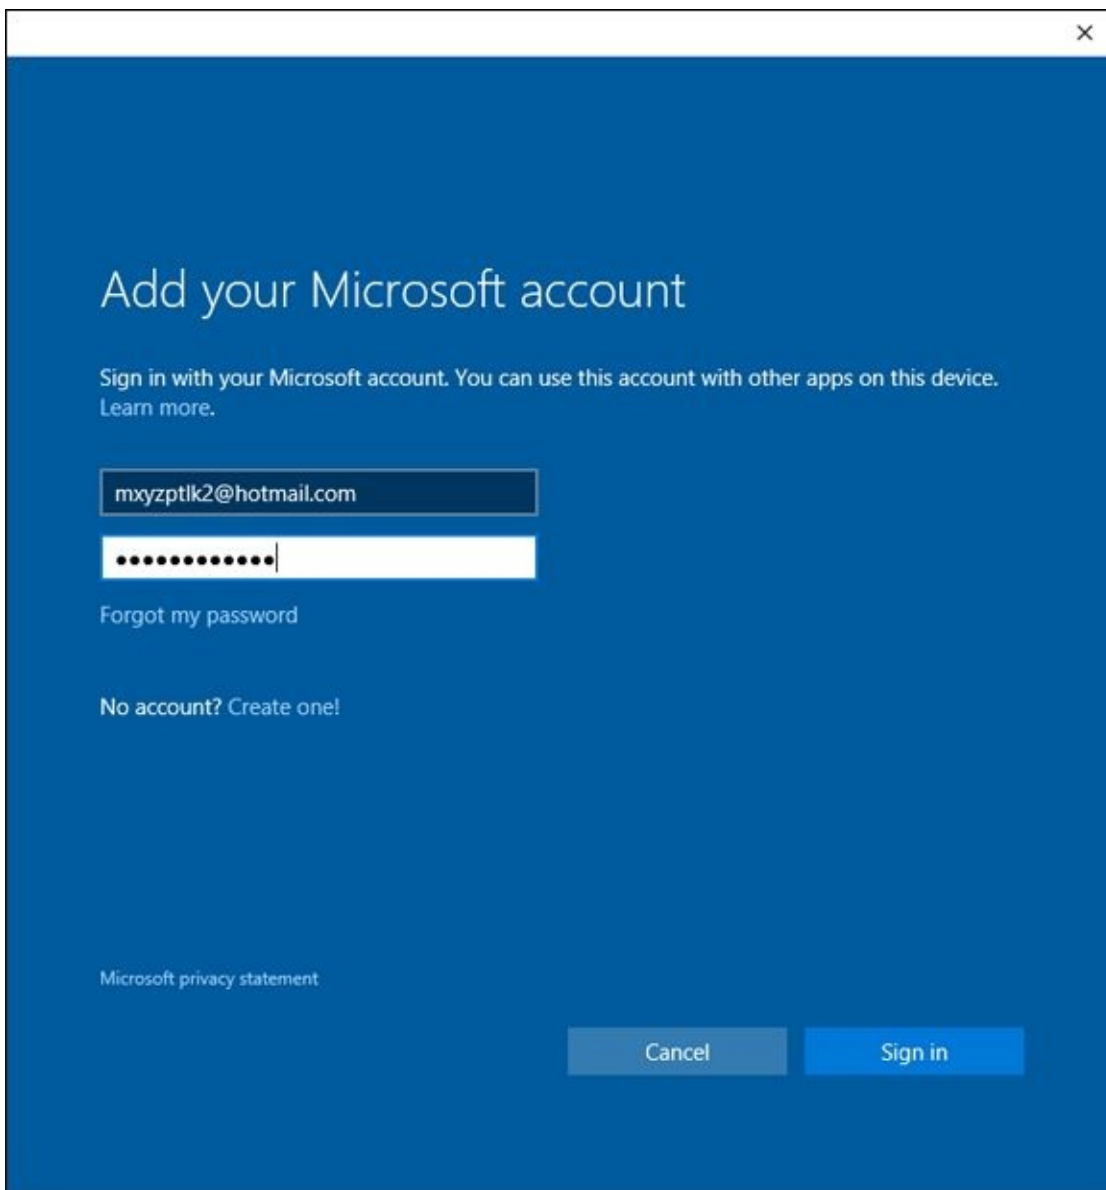 Add your Microsoft account
Sign in with your Microsoft account. You can use this account with other apps on this device.
Learn more.
mxyzptlk2@hotmail.com
●●●●●●●●●●●●
Forgot my password
No account? Create one!
Microsoft privacy statement
Cancel
Sign in